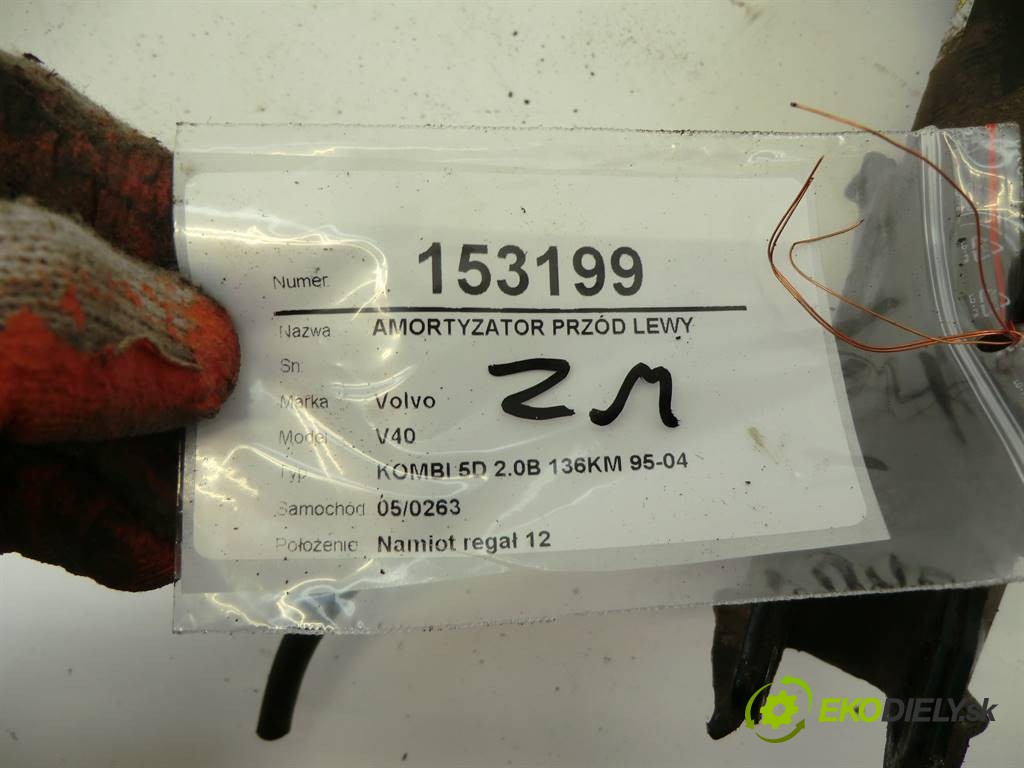 Numer 153199
Nazwa AMORTYZATOR PRZÓD LEWY
Sn
Marka Volvo
Model V40
Typ KOMBI 5D 2.0B 136KM 95-04
Samochód 05/0263
Położenie Namiot regał 12
EKODIELY.sk